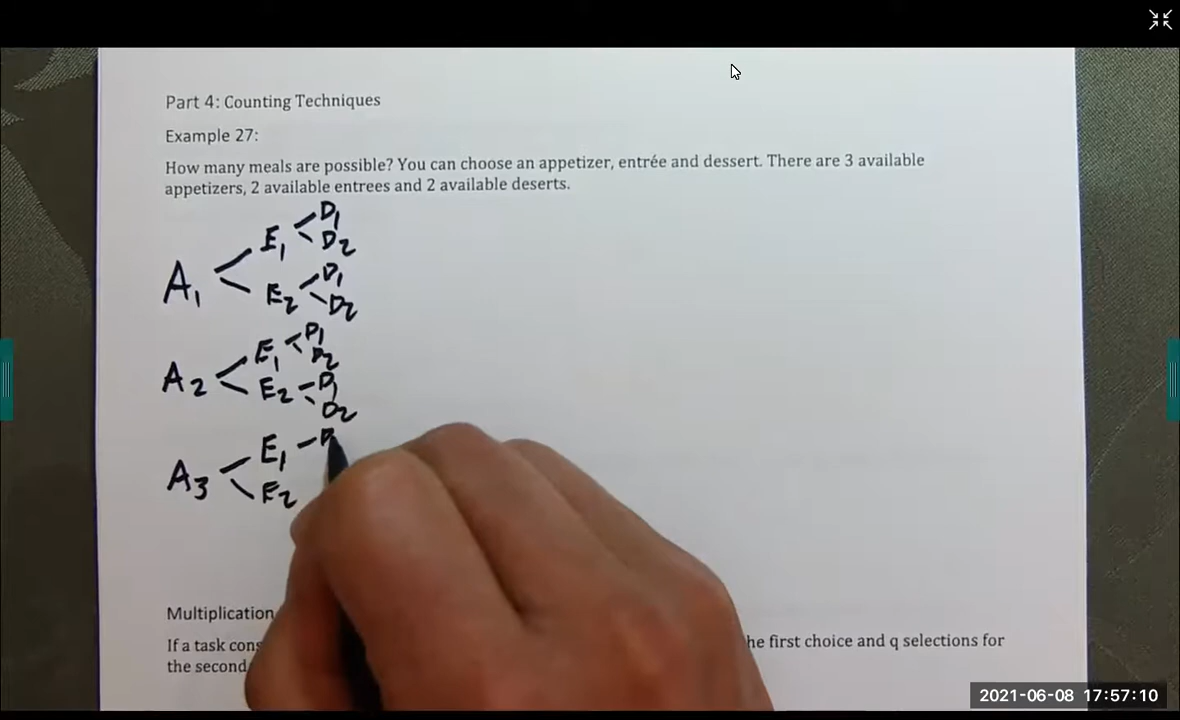 Part 4: Counting Techniques
Example 27:
How many meals are possible? You can choose an appetizer, entrée and dessert. There are 3 available
appetizers, 2 available entrees and 2 available deserts.
A1 E1 D1
D2
E2 D1
D2
A2 E1 D1
D2
E2 D1
D2
A3 E1 D
E2
Multiplication
If a task he first choice and q selections for
the second
2021-06-08 17:57:10